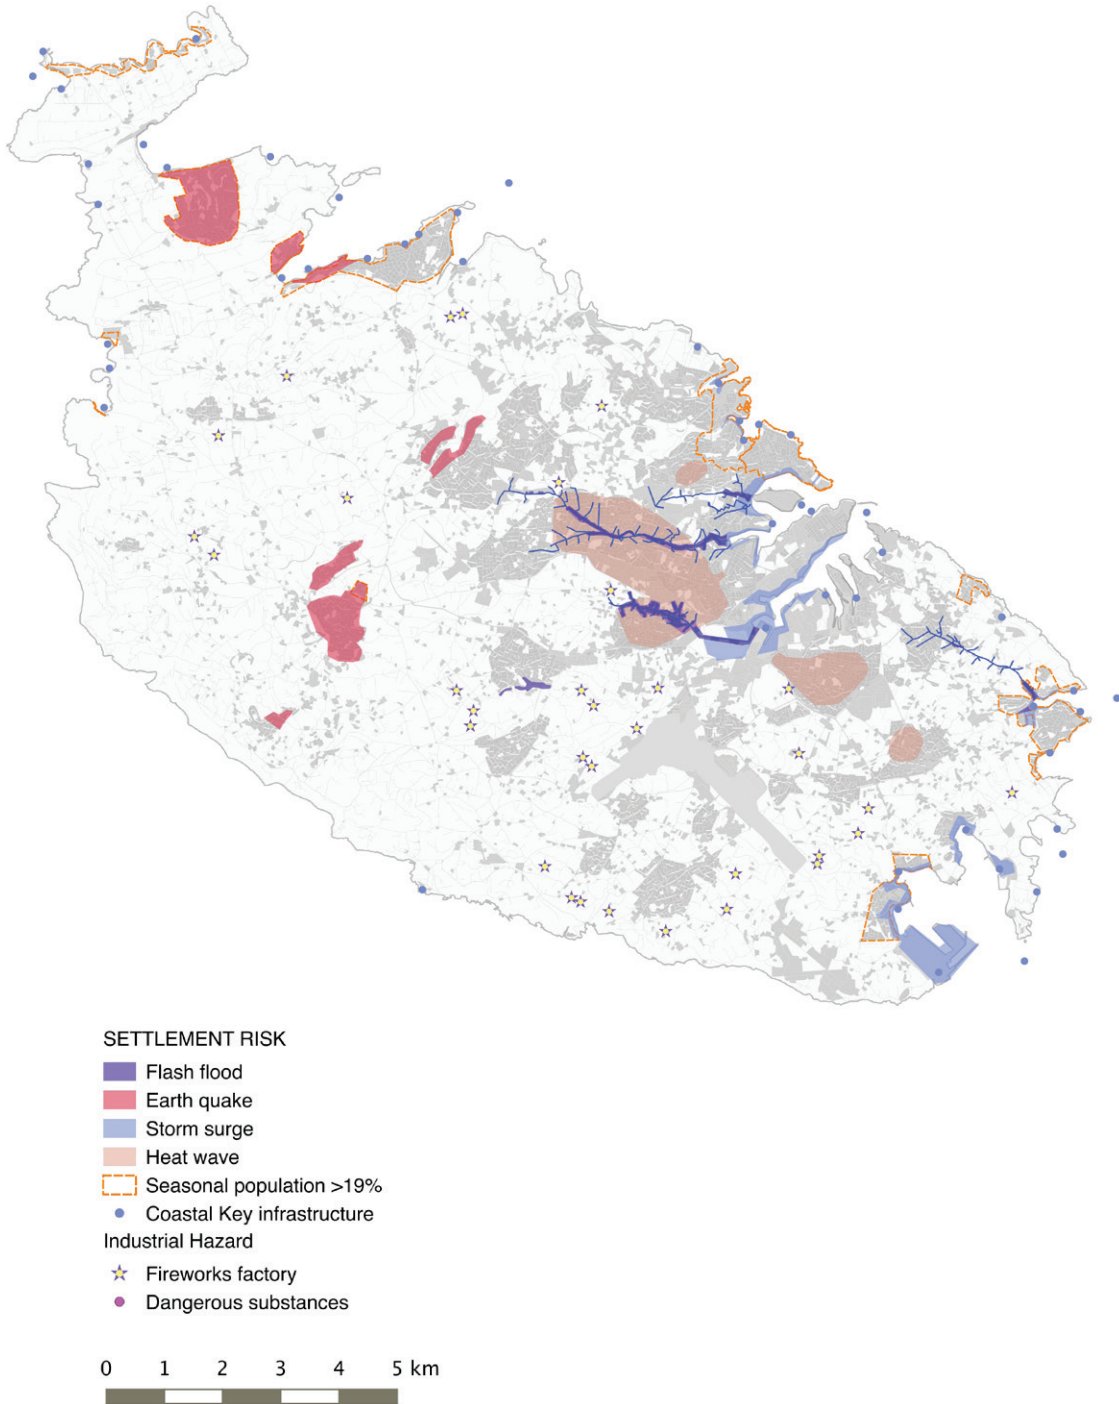 SETTLEMENT RISK
Flash flood
Earth quake
Storm surge
Heat wave
Seasonal population >19%
Coastal Key infrastructure
Industrial Hazard
Fireworks factory
Dangerous substances
0 1 2 3 4 5 km